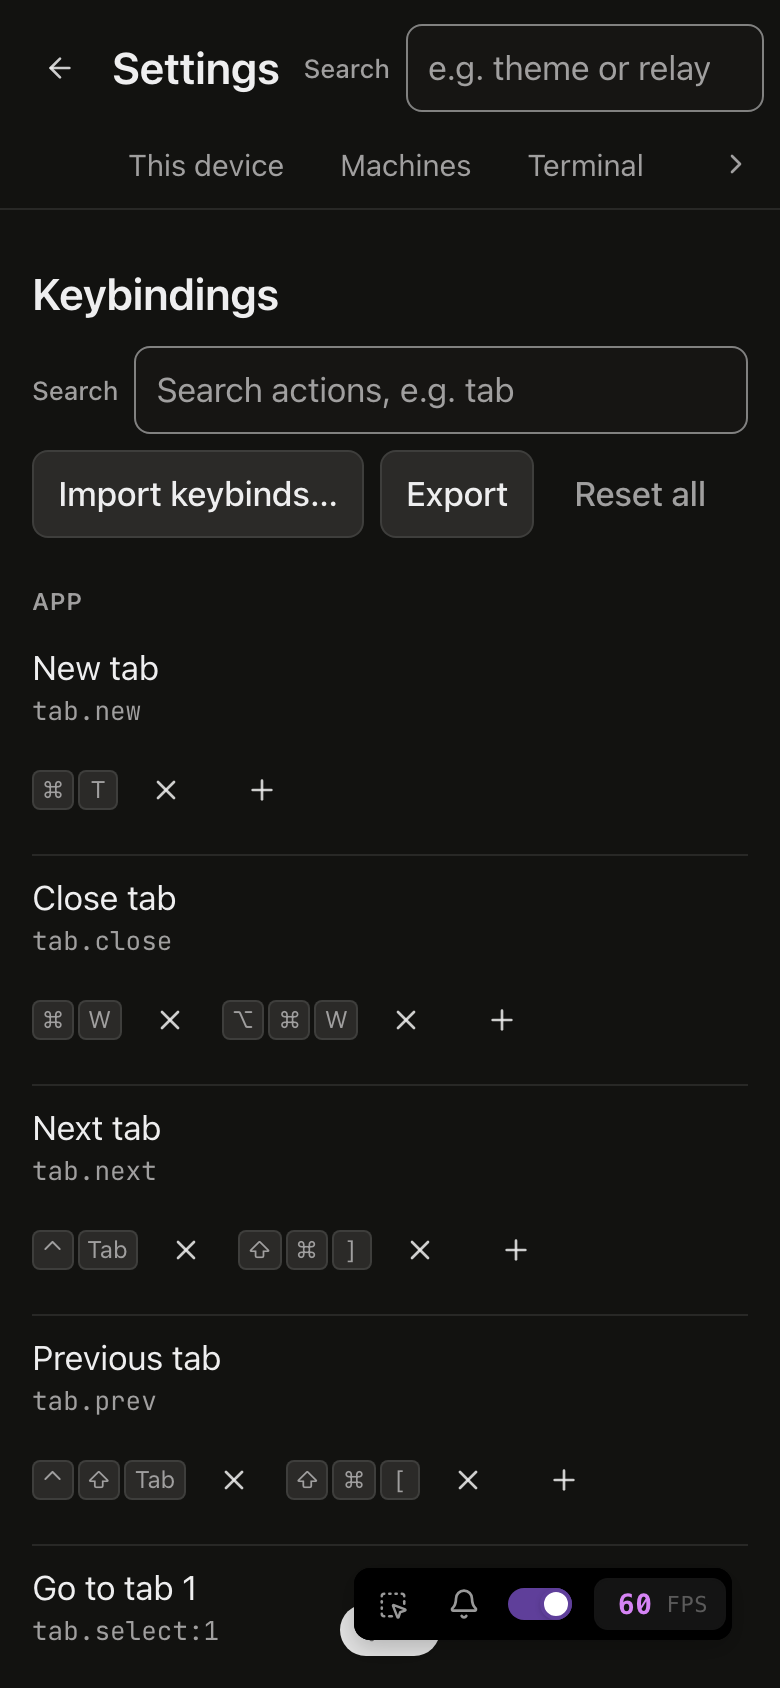 Settings Search e.g. theme or relay
This device Machines Terminal
Keybindings
Search Search actions, e.g. tab
Import keybinds... Export Reset all
APP
New tab
tab.new
⌘ T
Close tab
tab.close
⌘ W ⌥ ⌘ W
Next tab
tab.next
^ Tab ⇧ ⌘ ]
Previous tab
tab.prev
^ ⇧ Tab ⇧ ⌘ [
Go to tab 1
tab.select:1
60 FPS